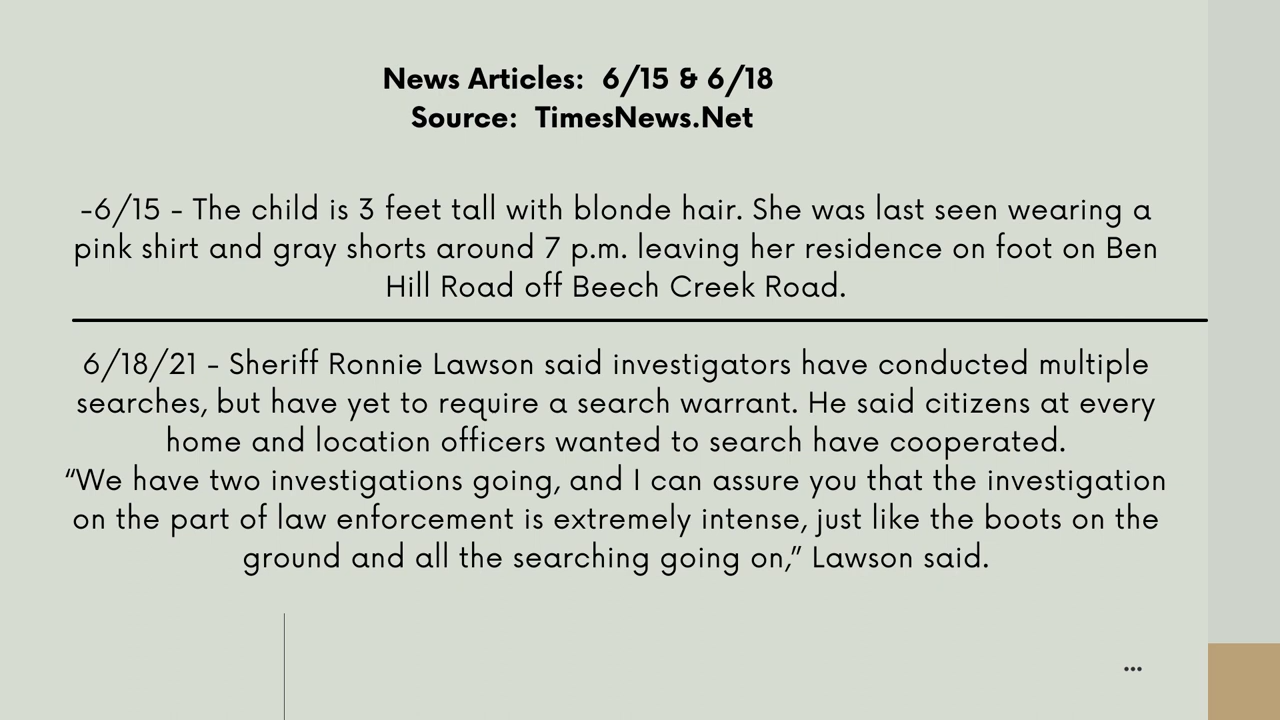 News Articles:  6/15 & 6/18
Source:  TimesNews.Net
-6/15 - The child is 3 feet tall with blonde hair. She was last seen wearing a
pink shirt and gray shorts around 7 p.m. leaving her residence on foot on Ben
Hill Road off Beech Creek Road.
6/18/21 - Sheriff Ronnie Lawson said investigators have conducted multiple
searches, but have yet to require a search warrant. He said citizens at every
home and location officers wanted to search have cooperated.
“We have two investigations going, and I can assure you that the investigation
on the part of law enforcement is extremely intense, just like the boots on the
ground and all the searching going on,” Lawson said.
...